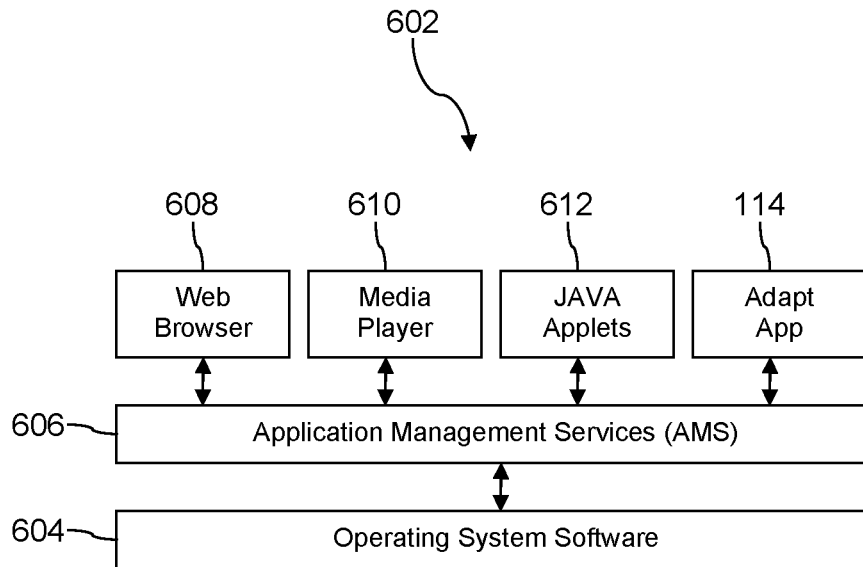 602
608
610
612
114
Web
Browser
Media
Player
JAVA
Applets
Adapt
App
606
Application Management Services (AMS)
604
Operating System Software